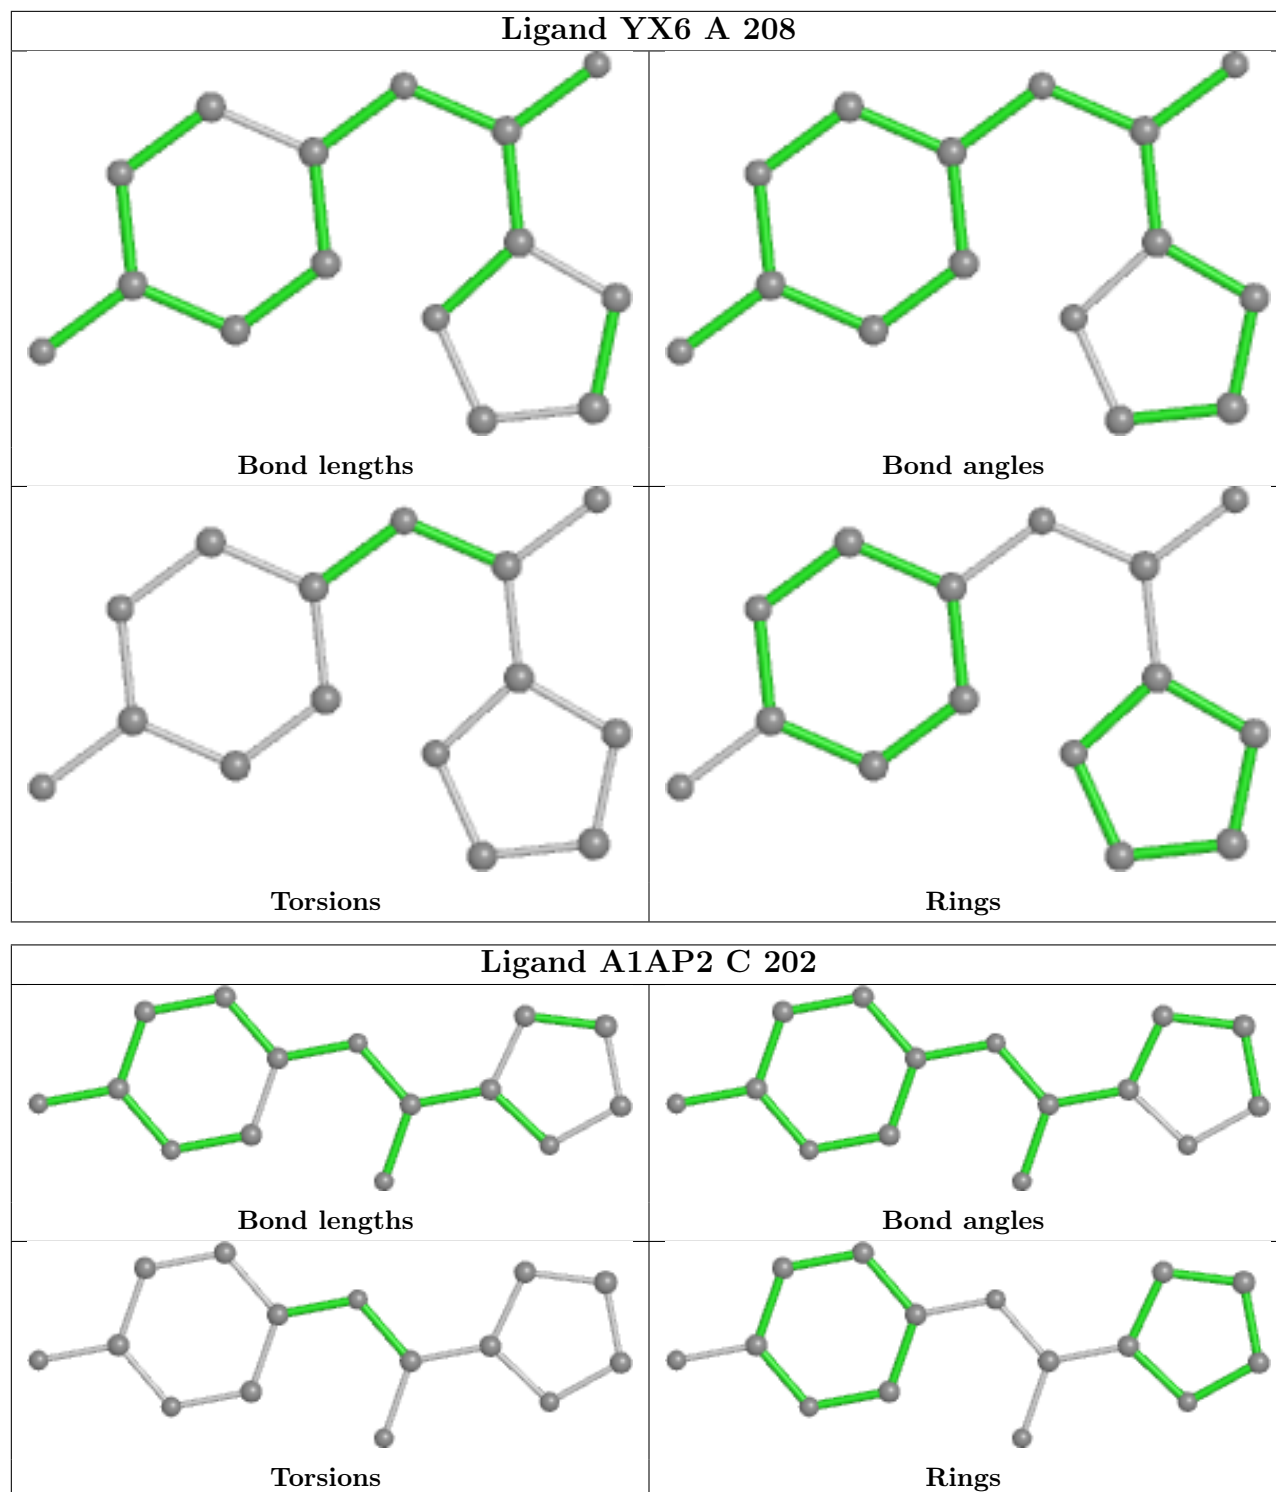 Ligand YX6 A 208
Bond lengths
Bond angles
Torsions
Rings
Ligand A1AP2 C 202
Bond lengths
Bond angles
Torsions
Rings